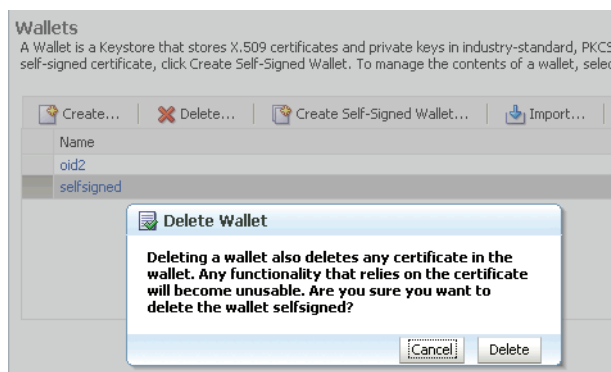 Wallets
A Wallet is a Keystore that stores X.509 certificates and private keys in industry-standard, PKCS
self-signed certificate, click Create Self-Signed Wallet. To manage the contents of a wallet, selec
Create... Delete... Create Self-Signed Wallet... Import...
Name
oid2
selfsigned
Delete Wallet
Deleting a wallet also deletes any certificate in the
wallet. Any functionality that relies on the certificate
will become unusable. Are you sure you want to
delete the wallet selfsigned?
Cancel Delete